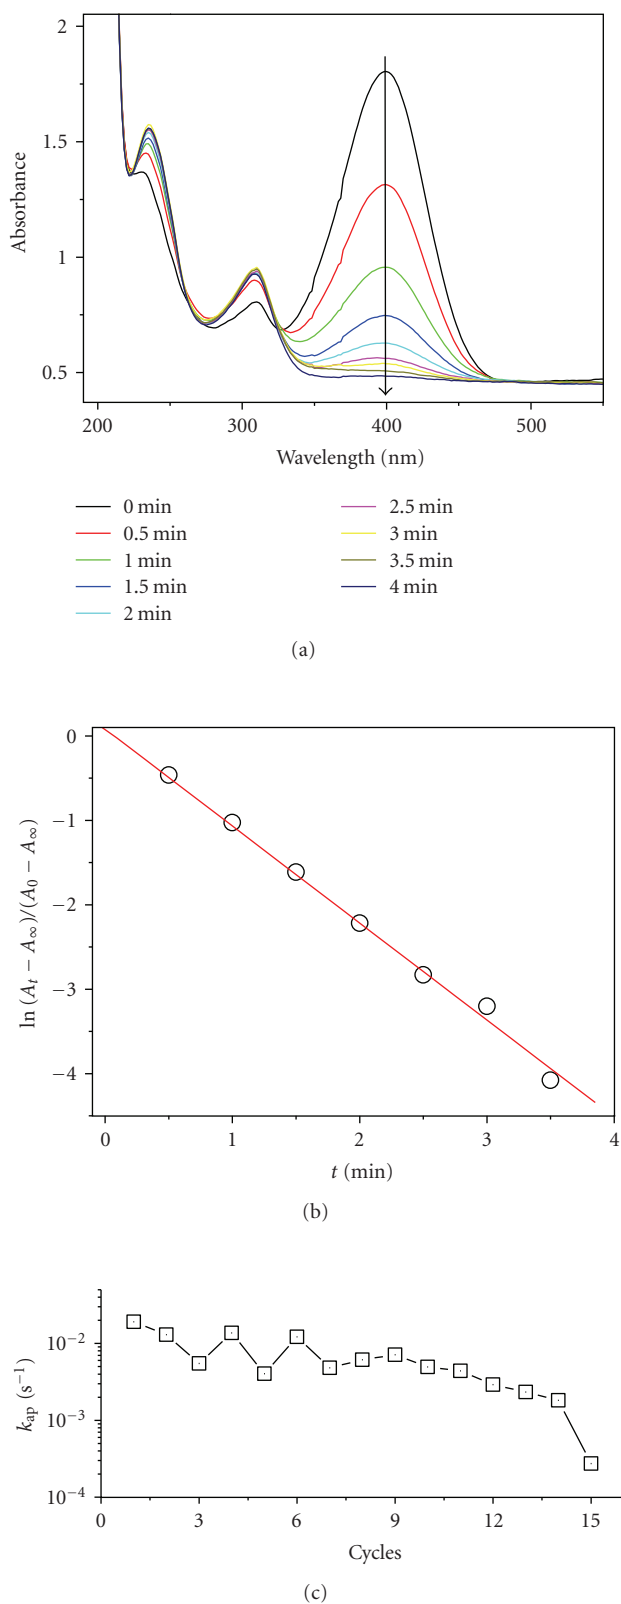 2
1.5
1
0.5
Absorbance
200 300 400 500
Wavelength (nm)
0 min 2.5 min
0.5 min 3 min
1 min 3.5 min
1.5 min 4 min
2 min
(a)
0
−1
−2
−3
−4
ln (A_t − A_∞)/(A_0 − A_∞)
0 1 2 3 4
t (min)
(b)
10^−2
10^−3
10^−4
k_ap (s^−1)
0 3 6 9 12 15
Cycles
(c)